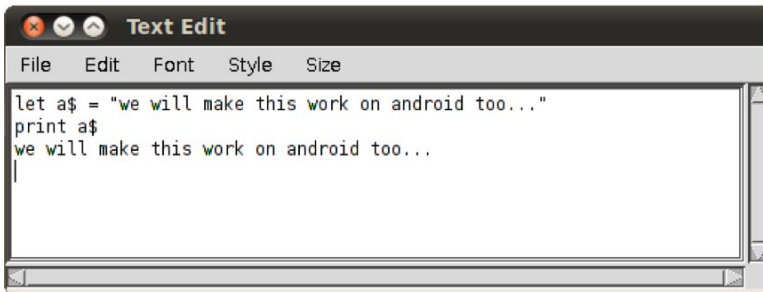 Text Edit
File Edit Font Style Size
let a$ = "we will make this work on android too..."
print a$
we will make this work on android too...